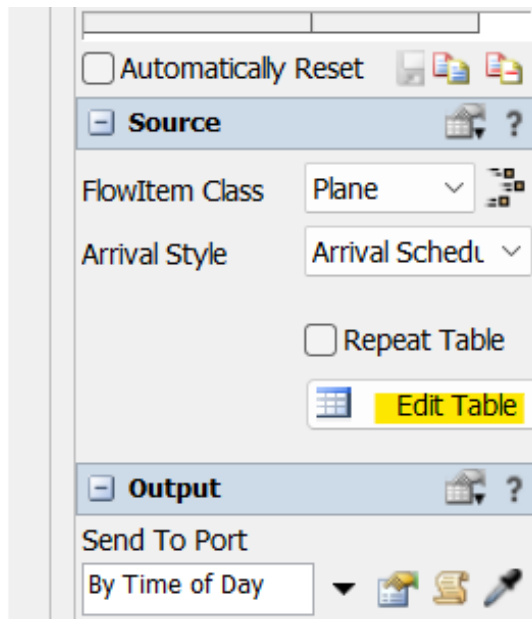 Automatically Reset
Source ?
FlowItem Class Plane
Arrival Style Arrival Schedu
Repeat Table
Edit Table
Output ?
Send To Port
By Time of Day